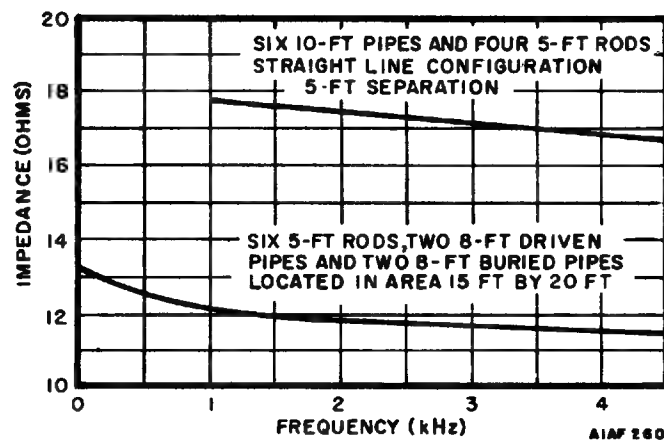 20
18
16
14
12
10
IMPEDANCE (OHMS)
SIX 10-FT PIPES AND FOUR 5-FT RODS
STRAIGHT LINE CONFIGURATION
5-FT SEPARATION
SIX 5-FT RODS, TWO 8-FT DRIVEN
PIPES AND TWO 8-FT BURIED PIPES
LOCATED IN AREA 15 FT BY 20 FT
0 1 2 3 4
FREQUENCY (kHz)
AIAF 260